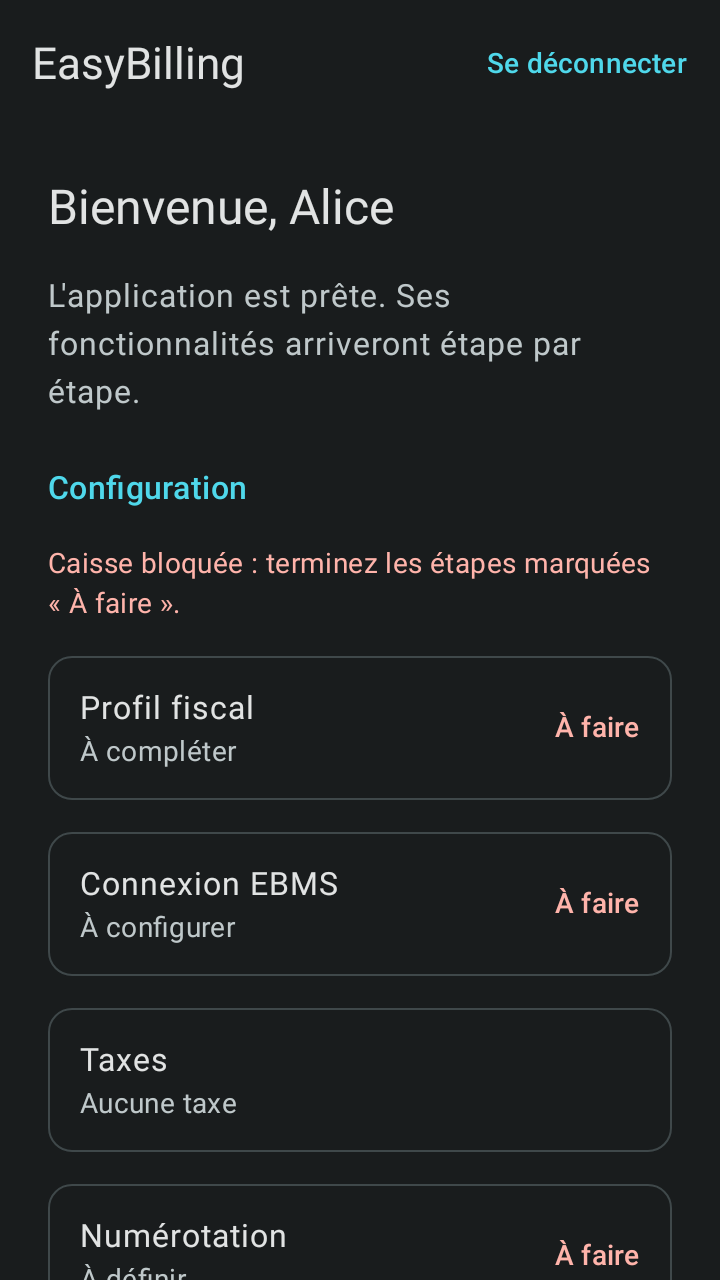 EasyBilling
Se déconnecter
Bienvenue, Alice
L'application est prête. Ses
fonctionnalités arriveront étape par
étape.
Configuration
Caisse bloquée : terminez les étapes marquées
« À faire ».
Profil fiscal
À compléter
À faire
Connexion EBMS
À configurer
À faire
Taxes
Aucune taxe
Numérotation
À définir
À faire